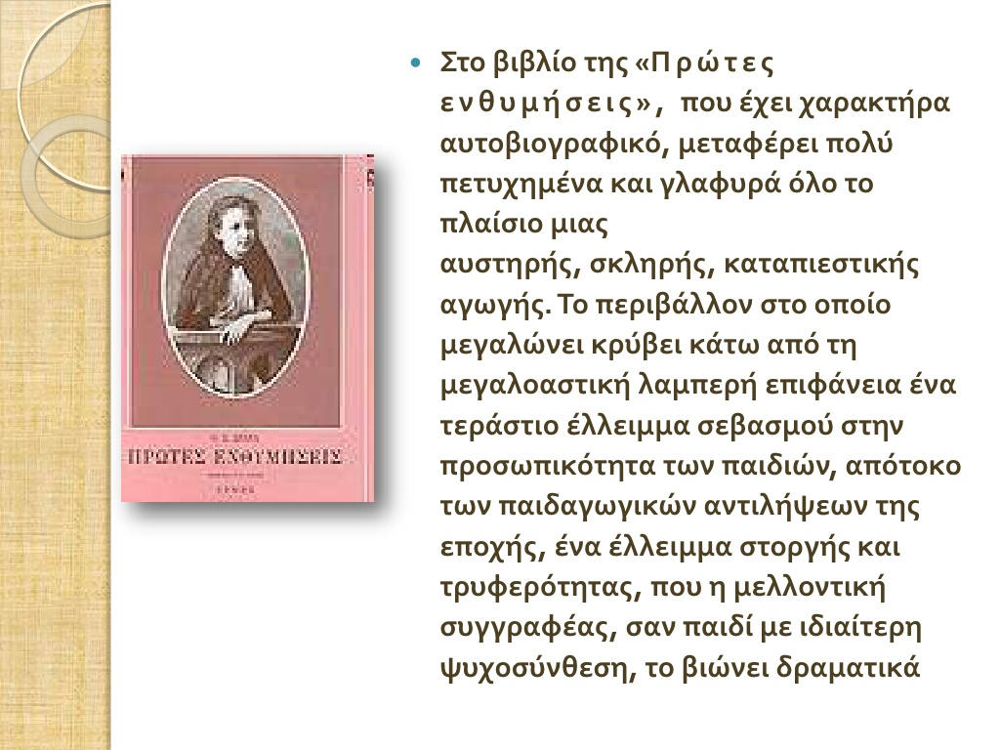 Στο βιβλίο της «Πρώτες
ενθυμήσεις», που έχει χαρακτήρα
αυτοβιογραφικό, μεταφέρει πολύ
πετυχημένα και γλαφυρά όλο το
πλαίσιο μιας
αυστηρής, σκληρής, καταπιεστικής
αγωγής. Το περιβάλλον στο οποίο
μεγαλώνει κρύβει κάτω από τη
μεγαλοαστική λαμπερή επιφάνεια ένα
τεράστιο έλλειμμα σεβασμού στην
προσωπικότητα των παιδιών, απότοκο
των παιδαγωγικών αντιλήψεων της
εποχής, ένα έλλειμμα στοργής και
τρυφερότητας, που η μελλοντική
συγγραφέας, σαν παιδί με ιδιαίτερη
ψυχοσύνθεση, το βιώνει δραματικά
ΠΡΩΤΕΣ ΕΝΘΥΜΗΣΕΙΣ